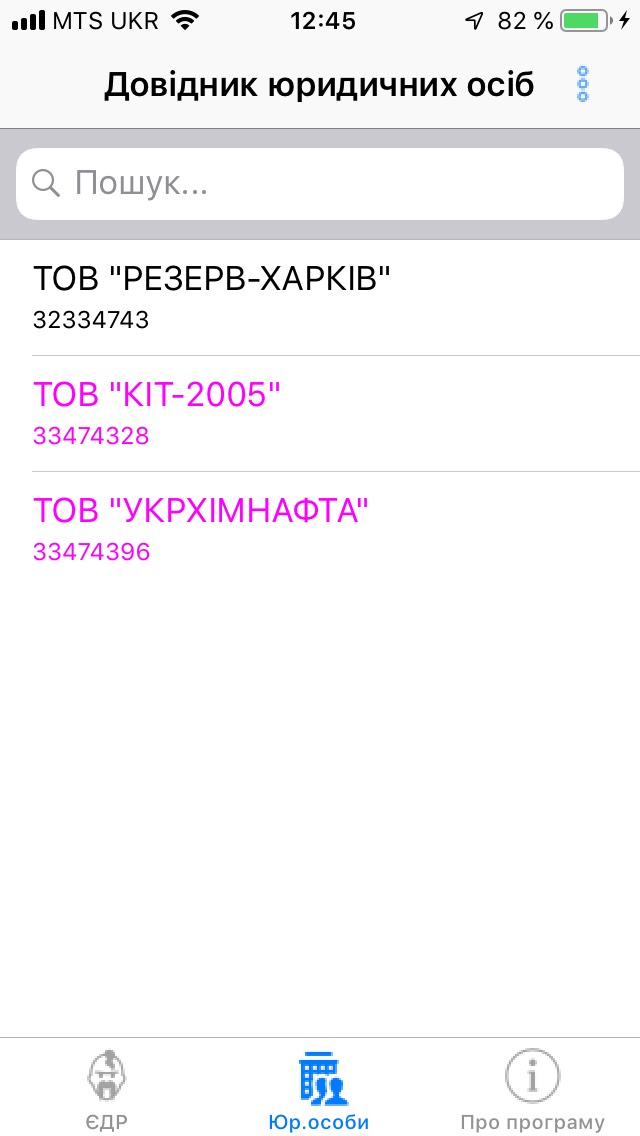 MTS UKR 12:45 82 %
Довідник юридичних осіб
Пошук...
ТОВ "РЕЗЕРВ-ХАРКІВ"
32334743
ТОВ "КІТ-2005"
33474328
ТОВ "УКРХІМНАФТА"
33474396
ЄДР Юр.особи Про програму